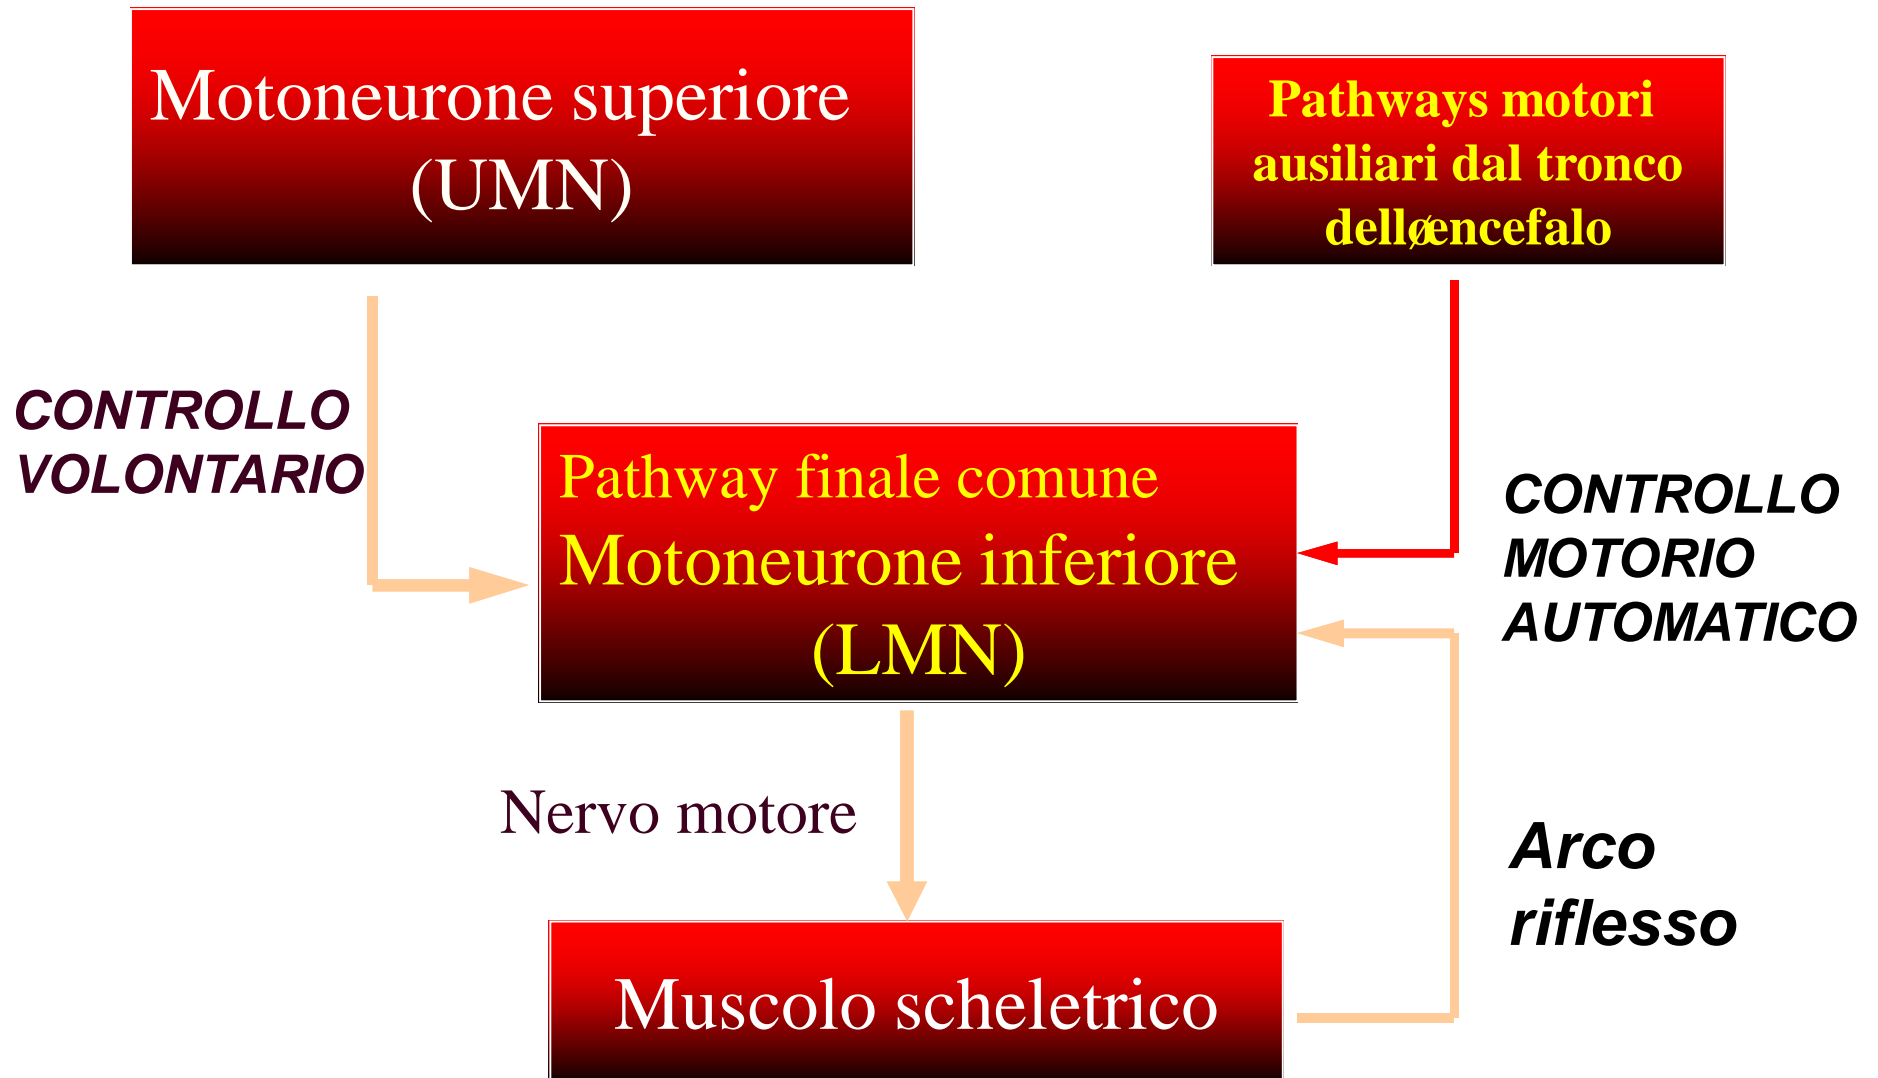 Motoneurone superiore
(UMN)
Pathways motori
ausiliari dal tronco
delløencefalo
CONTROLLO
VOLONTARIO
Pathway finale comune
Motoneurone inferiore
(LMN)
CONTROLLO
MOTORIO
AUTOMATICO
Nervo motore
Arco
riflesso
Muscolo scheletrico